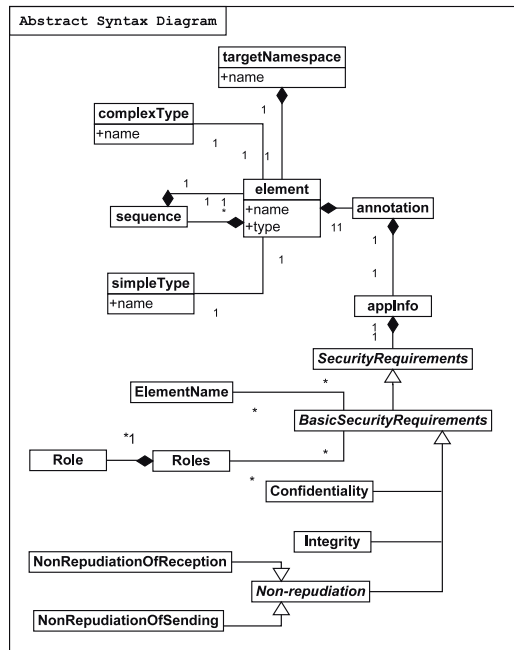 Abstract Syntax Diagram
targetNamespace
+name
1
complexType
+name
1
1
1
element
+name
+type
1
1
1
*
sequence
annotation
11
1
1
simpleType
+name
1
1
appInfo
1
1
SecurityRequirements
ElementName
*
*
BasicSecurityRequirements
*1
Role
Roles
*
*
Confidentiality
Integrity
NonRepudiationOfReception
Non-repudiation
NonRepudiationOfSending